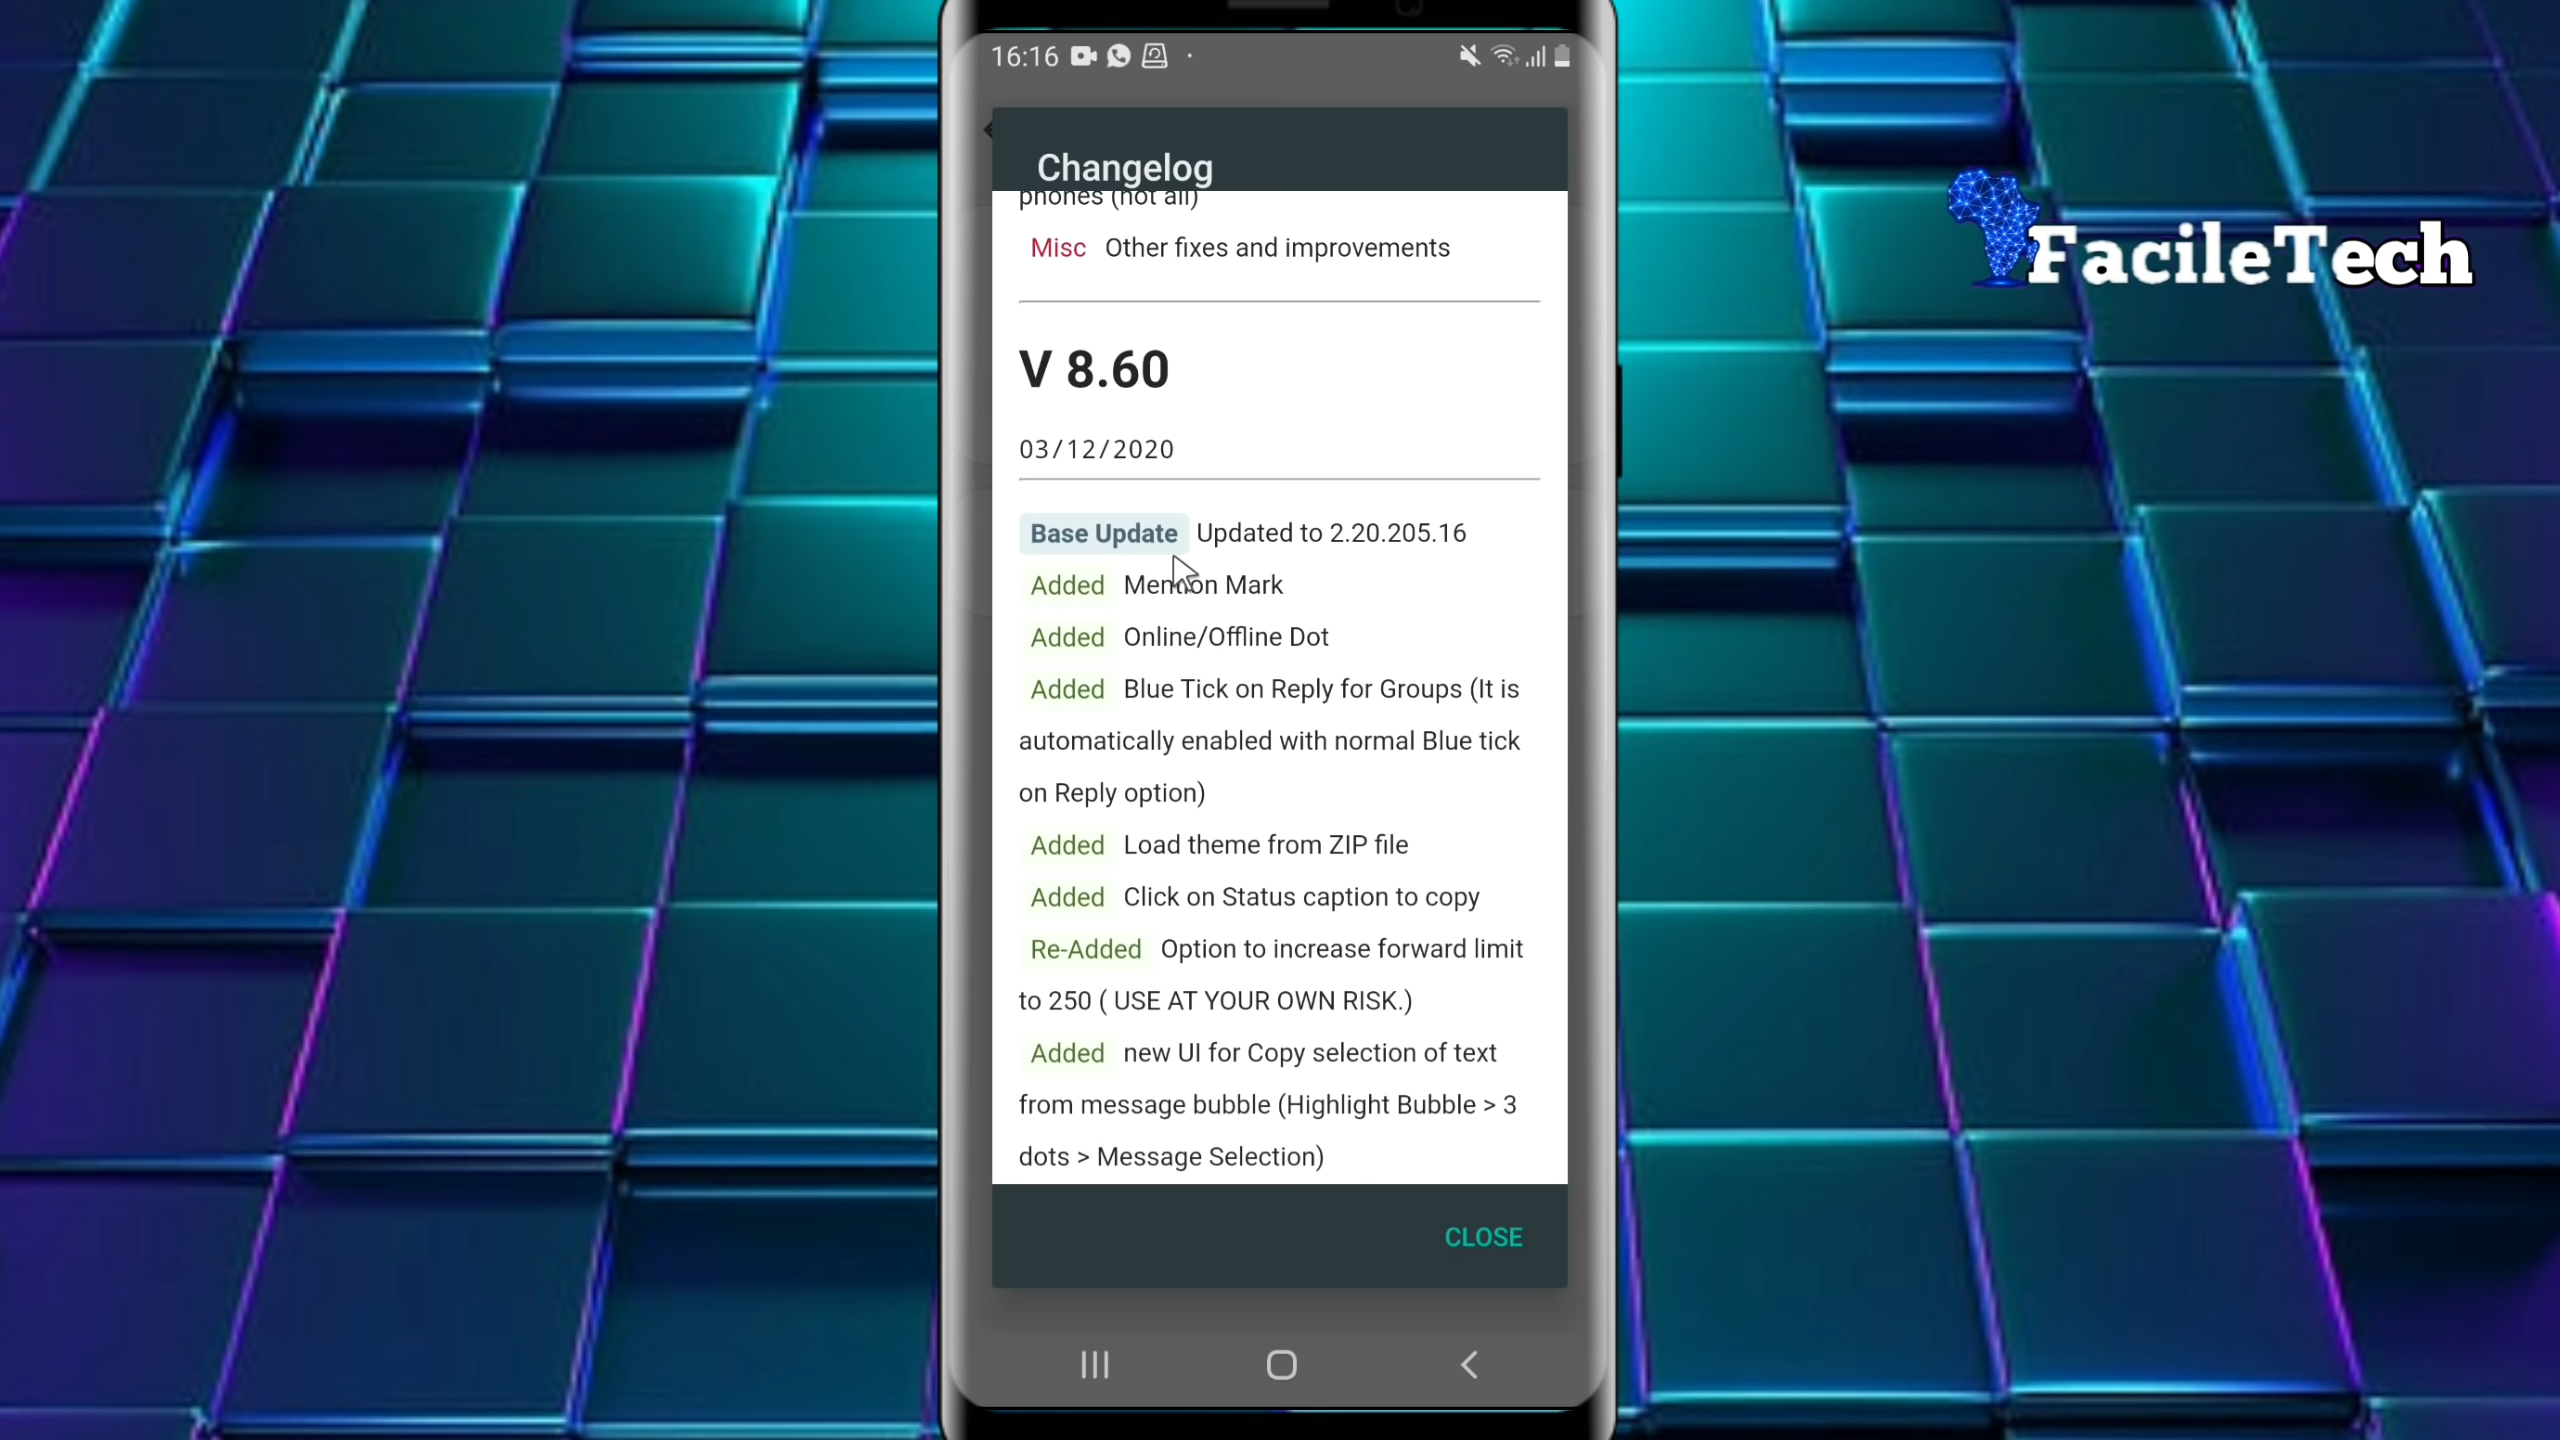 16:16
Changelog
phones (not all)
Misc Other fixes and improvements
V 8.60
03/12/2020
Base Update Updated to 2.20.205.16
Added Mention Mark
Added Online/Offline Dot
Added Blue Tick on Reply for Groups (It is
automatically enabled with normal Blue tick
on Reply option)
Added Load theme from ZIP file
Added Click on Status caption to copy
Re-Added Option to increase forward limit
to 250 ( USE AT YOUR OWN RISK.)
Added new UI for Copy selection of text
from message bubble (Highlight Bubble > 3
dots > Message Selection)
CLOSE
FacileTech